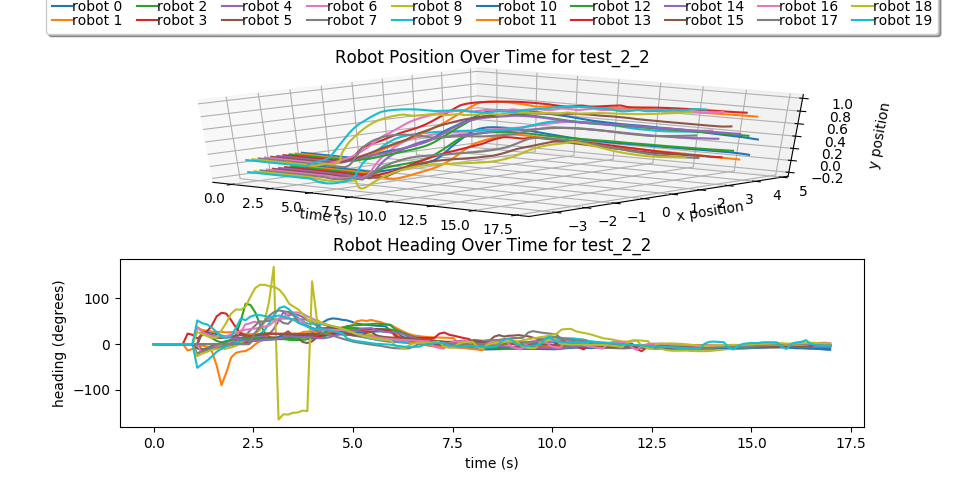 robot 0 robot 2 robot 4 robot 6 robot 8 robot 10 robot 12 robot 14 robot 16 robot 18
robot 1 robot 3 robot 5 robot 7 robot 9 robot 11 robot 13 robot 15 robot 17 robot 19
Robot Position Over Time for test_2_2
1.0
0.8
0.6
0.4
0.2
0.0
−0.2
y position
0.0 2.5 5.0 7.5 10.0 12.5 15.0 17.5
time (s)
−3 −2 −1 0 1 2 3 4 5
x position
Robot Heading Over Time for test_2_2
100
0
−100
heading (degrees)
0.0 2.5 5.0 7.5 10.0 12.5 15.0 17.5
time (s)